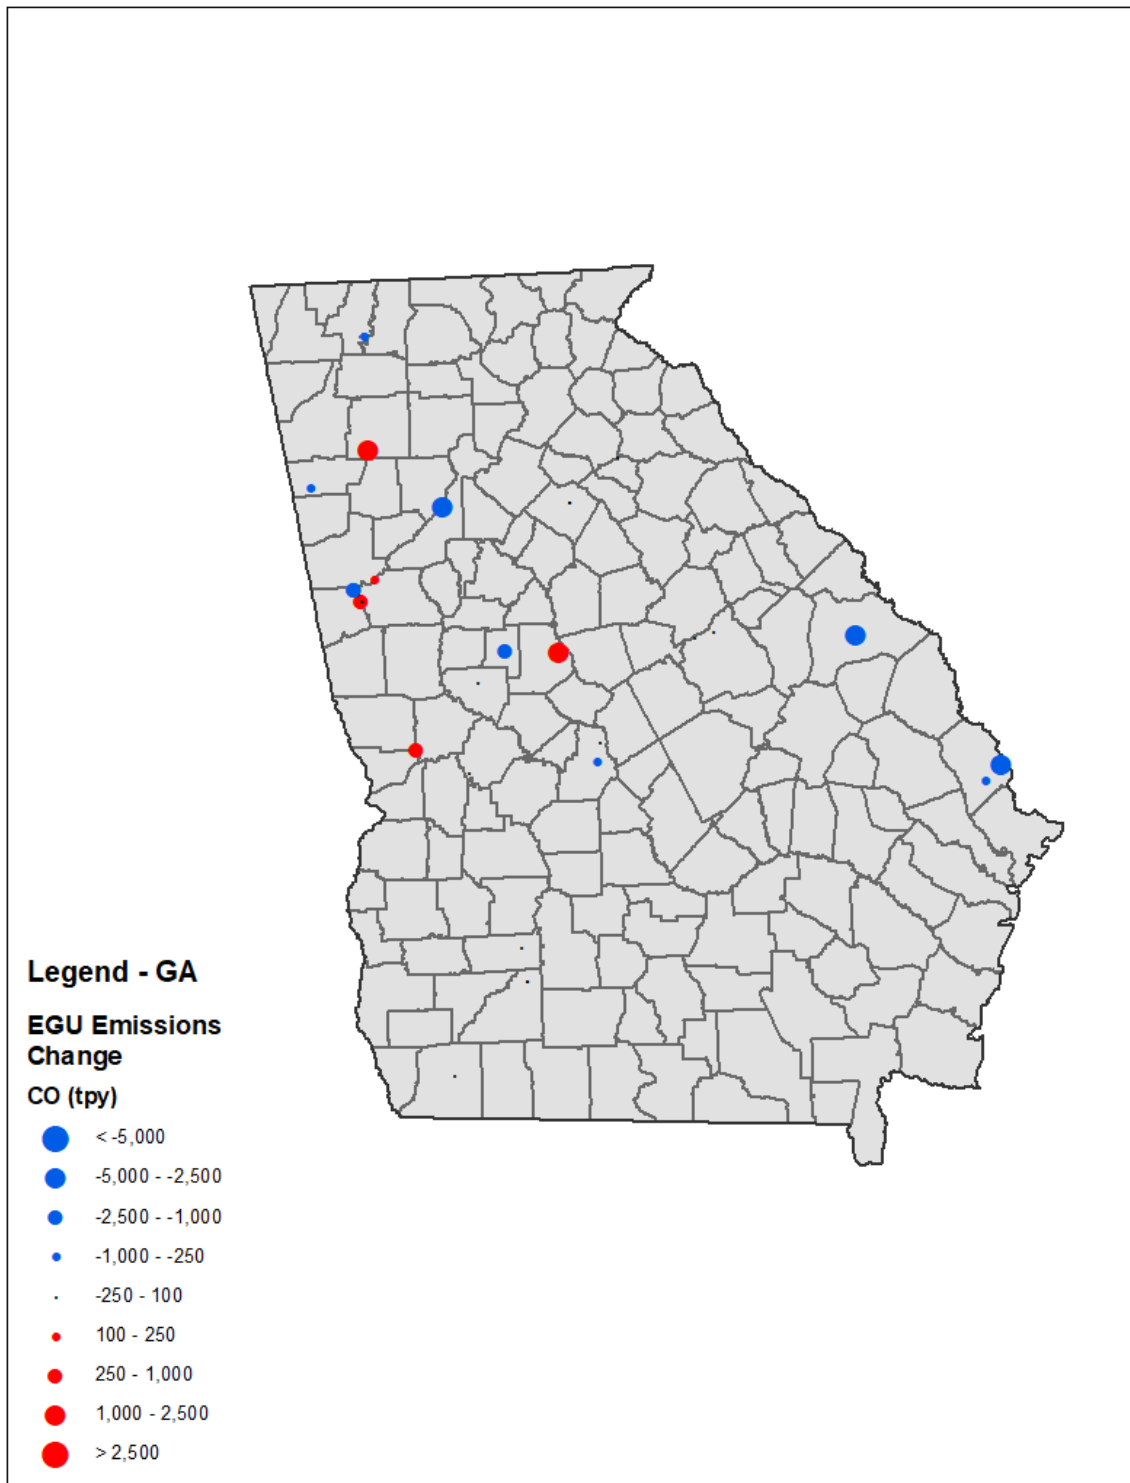 Legend - GA
EGU Emissions
Change
CO (tpy)
< -5,000
-5,000 - -2,500
-2,500 - -1,000
-1,000 - -250
-250 - 100
100 - 250
250 - 1,000
1,000 - 2,500
> 2,500